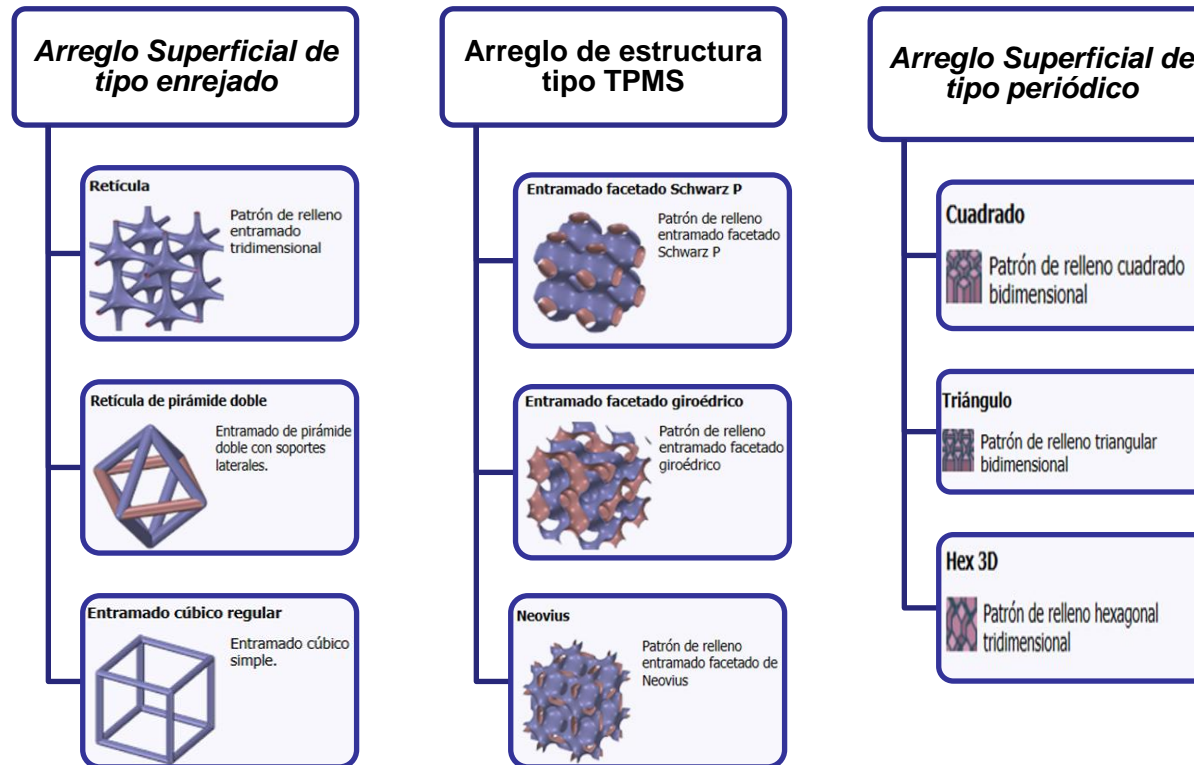 Arreglo Superficial de
tipo enrejado
Retícula
Patrón de relleno
entramado
tridimensional
Retícula de pirámide doble
Entramado de pirámide
doble con soportes
laterales.
Entramado cúbico regular
Entramado cúbico
simple.
Arreglo de estructura
tipo TPMS
Entramado facetado Schwarz P
Patrón de relleno
entramado facetado
Schwarz P
Entramado facetado giroédrico
Patrón de relleno
entramado facetado
giroédrico
Neovius
Patrón de relleno
entramado facetado de
Neovius
Arreglo Superficial de
tipo periódico
Cuadrado
Patrón de relleno cuadrado
bidimensional
Triángulo
Patrón de relleno triangular
bidimensional
Hex 3D
Patrón de relleno hexagonal
tridimensional